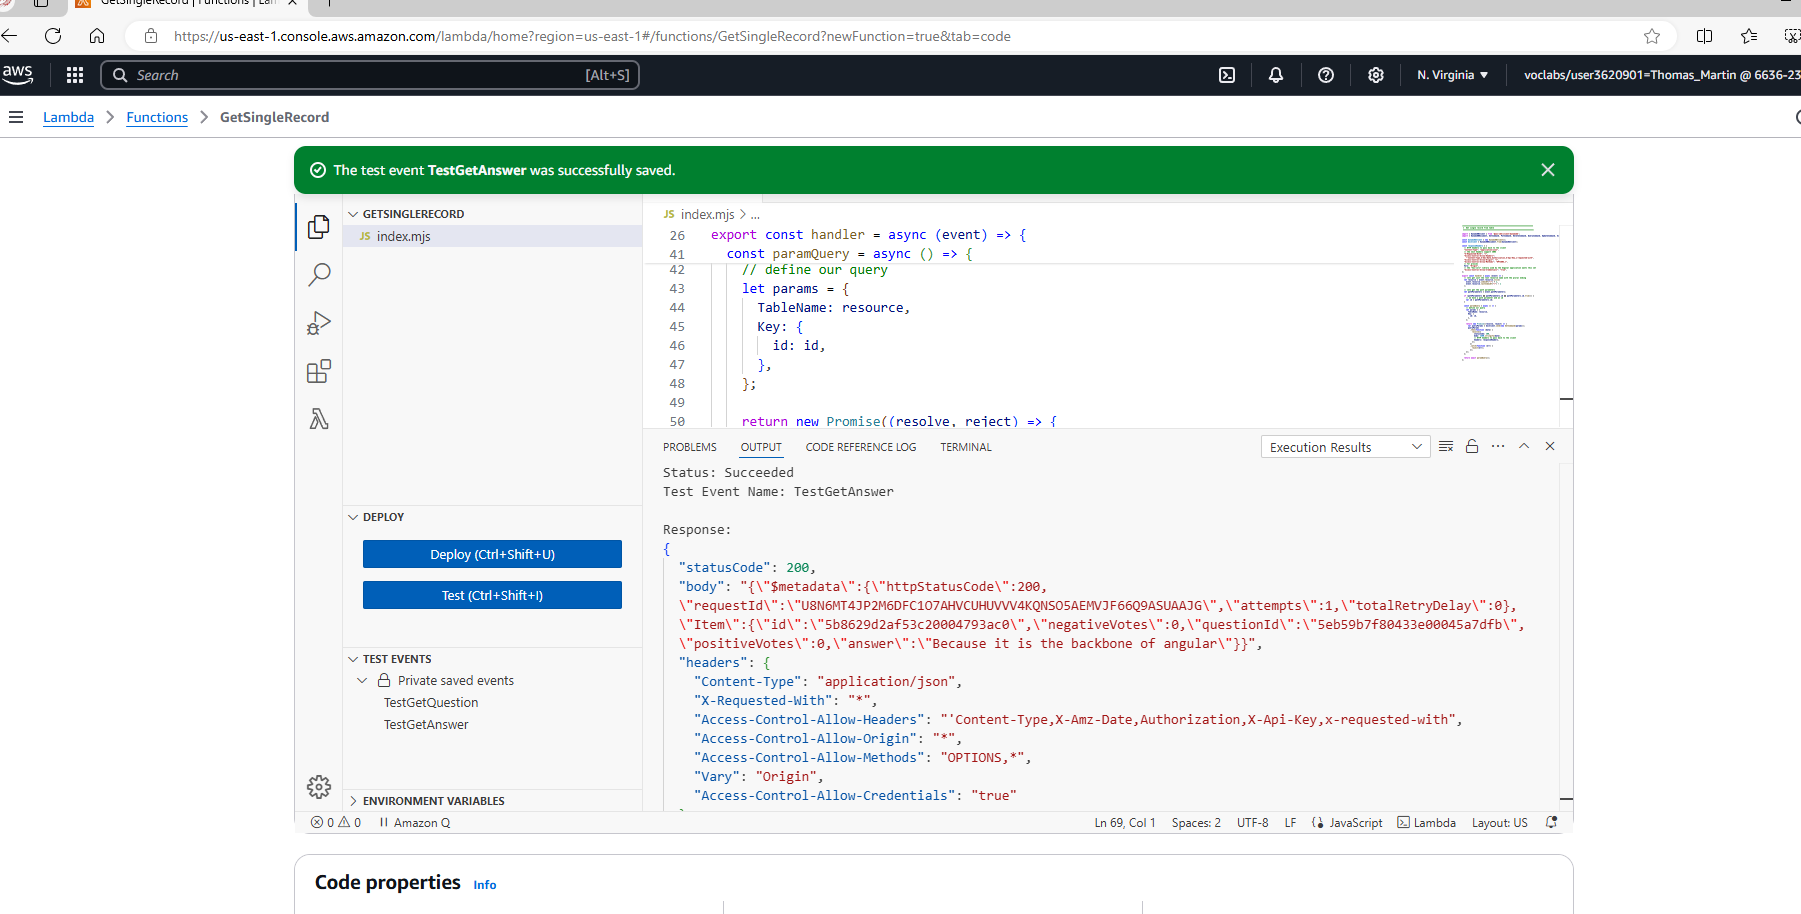 GetSingleRecord | Functions | Lam
https://us-east-1.console.aws.amazon.com/lambda/home?region=us-east-1#/functions/GetSingleRecord?newFunction=true&tab=code
aws Search [Alt+S] N. Virginia voclabs/user3620901=Thomas_Martin @ 6636-23
Lambda > Functions > GetSingleRecord
The test event TestGetAnswer was successfully saved.
GETSINGLERECORD
JS index.mjs
JS index.mjs > ...
26 export const handler = async (event) => {
41 const paramQuery = async () => {
42 // define our query
43 let params = {
44 TableName: resource,
45 Key: {
46 id: id,
47 },
48 };
49
50 return new Promise((resolve, reject) => {
PROBLEMS OUTPUT CODE REFERENCE LOG TERMINAL Execution Results
Status: Succeeded
Test Event Name: TestGetAnswer
Response:
{
"statusCode": 200,
"body": "{\"$metadata\":{\"httpStatusCode\":200,
\"requestId\":\"U8N6MT4JP2M6DFC1O7AHVCUHUVVV4KQNSO5AEMVJF66Q9ASUAAJG\",\"attempts\":1,\"totalRetryDelay\":0},
\"Item\":{\"id\":\"5b8629d2af53c20004793ac0\",\"negativeVotes\":0,\"questionId\":\"5eb59b7f80433e00045a7dfb\",
\"positiveVotes\":0,\"answer\":\"Because it is the backbone of angular\"}}",
"headers": {
"Content-Type": "application/json",
"X-Requested-With": "*",
"Access-Control-Allow-Headers": "'Content-Type,X-Amz-Date,Authorization,X-Api-Key,x-requested-with",
"Access-Control-Allow-Origin": "*",
"Access-Control-Allow-Methods": "OPTIONS,*",
"Vary": "Origin",
"Access-Control-Allow-Credentials": "true"
DEPLOY
Deploy (Ctrl+Shift+U)
Test (Ctrl+Shift+I)
TEST EVENTS
Private saved events
TestGetQuestion
TestGetAnswer
ENVIRONMENT VARIABLES
0 0 Amazon Q Ln 69, Col 1 Spaces: 2 UTF-8 LF JavaScript Lambda Layout: US
Code properties Info